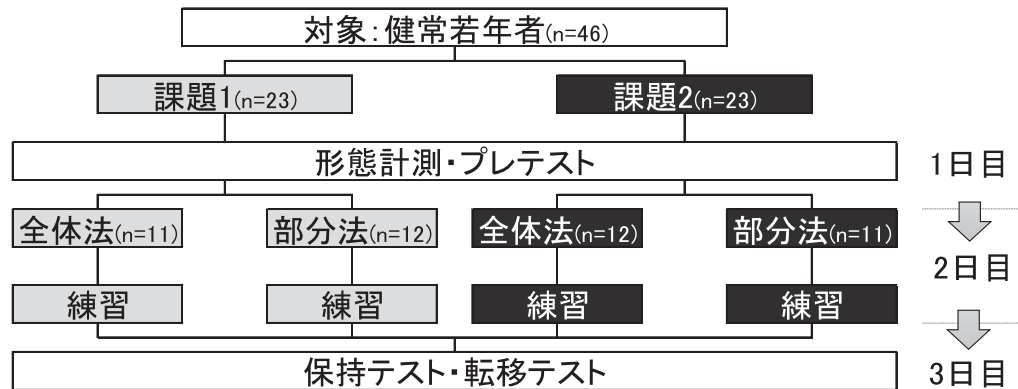 対象：健常若年者(n=46)
課題1(n=23)
課題2(n=23)
形態計測・プレテスト
1日目
全体法(n=11)
部分法(n=12)
全体法(n=12)
部分法(n=11)
2日目
練習
練習
練習
練習
保持テスト・転移テスト
3日目